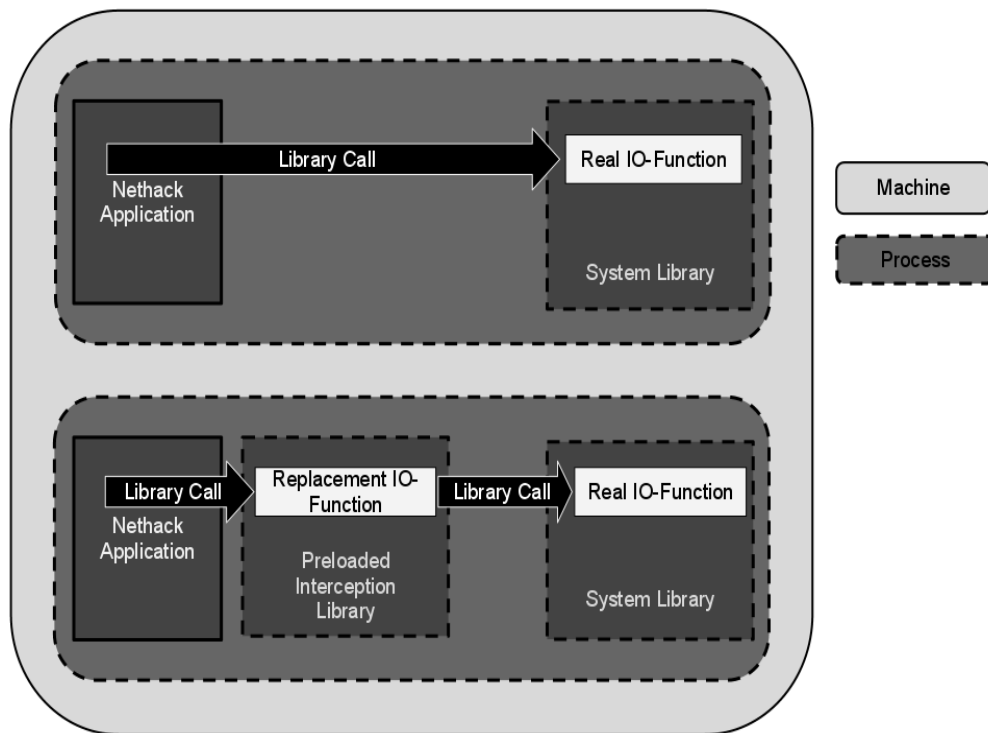 Library Call
Real IO-Function
Nethack
Application
System Library
Machine
Process
Library Call
Replacement IO-
Function
Library Call
Real IO-Function
Nethack
Application
Preloaded
Interception
Library
System Library